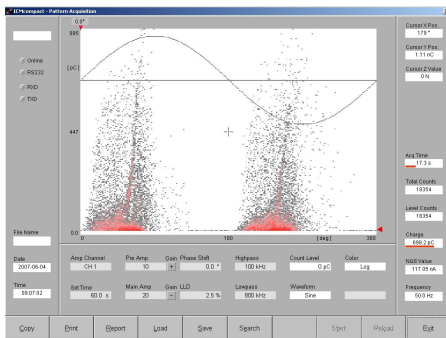 ICMcompact - Pattern Acquisition
0.0°
895
[pC]
447
0.0
0
180
[deg]
360
Online
RS232
RXD
TXD
File Name
Date
2007-06-04
Time
09:07:02
Cursor X Pos.
178 °
Cursor Y Pos.
1.11 nC
Cursor Z Value
0 N
Acq Time
17.3 s
Total Counts
18354
Level Counts
18354
Charge
898.2 pC
NGS Value
117.05 nA
Frequency
50.0 Hz
Amp Channel
CH 1
Pre Amp
10
Gain
+
Phase Shift
0.0 °
Highpass
100 kHz
Count Level
0 pC
Color
Log
Set Time
60.0 s
Main Amp
20
Gain
-
LLD
2.5 %
Lowpass
800 kHz
Waveform
Sine
Copy
Print
Report
Load
Save
Search
Start
Reload
Exit